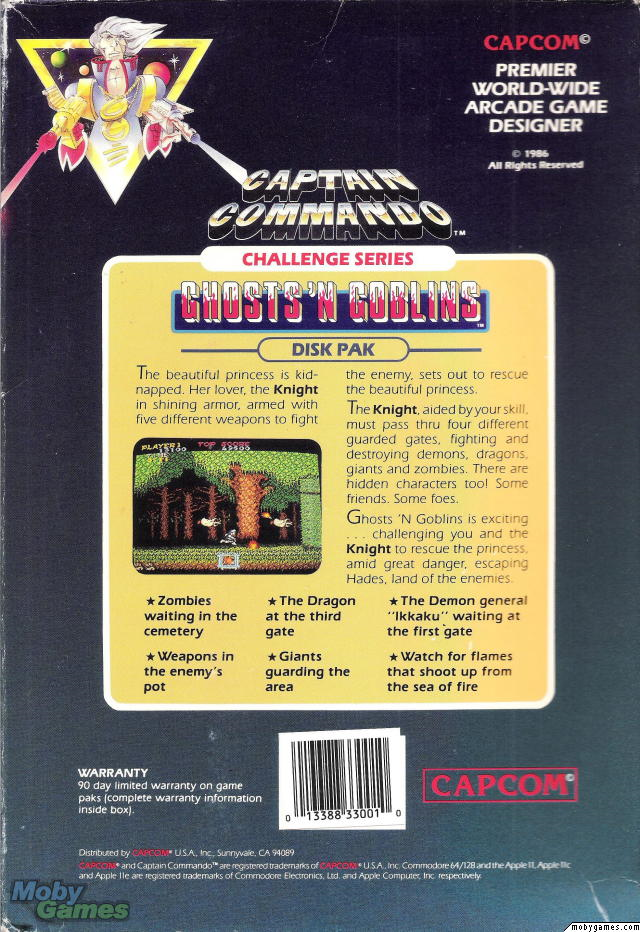 CAPCOM©
PREMIER
WORLD-WIDE
ARCADE GAME
DESIGNER
© 1986
All Rights Reserved
CAPTAIN
COMMANDO™
CHALLENGE SERIES
GHOSTS'N GOBLINS™
DISK PAK
The beautiful princess is kid-
napped. Her lover, the Knight
in shining armor, armed with
five different weapons to fight
the enemy, sets out to rescue
the beautiful princess.
The Knight, aided by your skill,
must pass thru four different
guarded gates, fighting and
destroying demons, dragons,
giants and zombies. There are
hidden characters too! Some
friends. Some foes.
Ghosts 'N Goblins is exciting
. . . challenging you and the
Knight to rescue the princess,
amid great danger, escaping
Hades, land of the enemies.
PLAYER1 TOP SCORE
★ Zombies
waiting in the
cemetery
★ The Dragon
at the third
gate
★ The Demon general
"Ikkaku" waiting at
the first gate
★ Weapons in
the enemy's
pot
★ Giants
guarding the
area
★ Watch for flames
that shoot up from
the sea of fire
WARRANTY
90 day limited warranty on game
paks (complete warranty information
inside box).
0 13388 33001 0
CAPCOM©
Distributed by CAPCOM® U.S.A., Inc., Sunnyvale, CA 94089
CAPCOM® and Captain Commando™ are registered trademarks of CAPCOM® U.S.A., Inc. Commodore 64/128 and the Apple II, Apple IIc
and Apple IIe are registered trademarks of Commodore Electronics, Ltd. and Apple Computer, Inc. respectively.
Moby
Games
mobygames.com